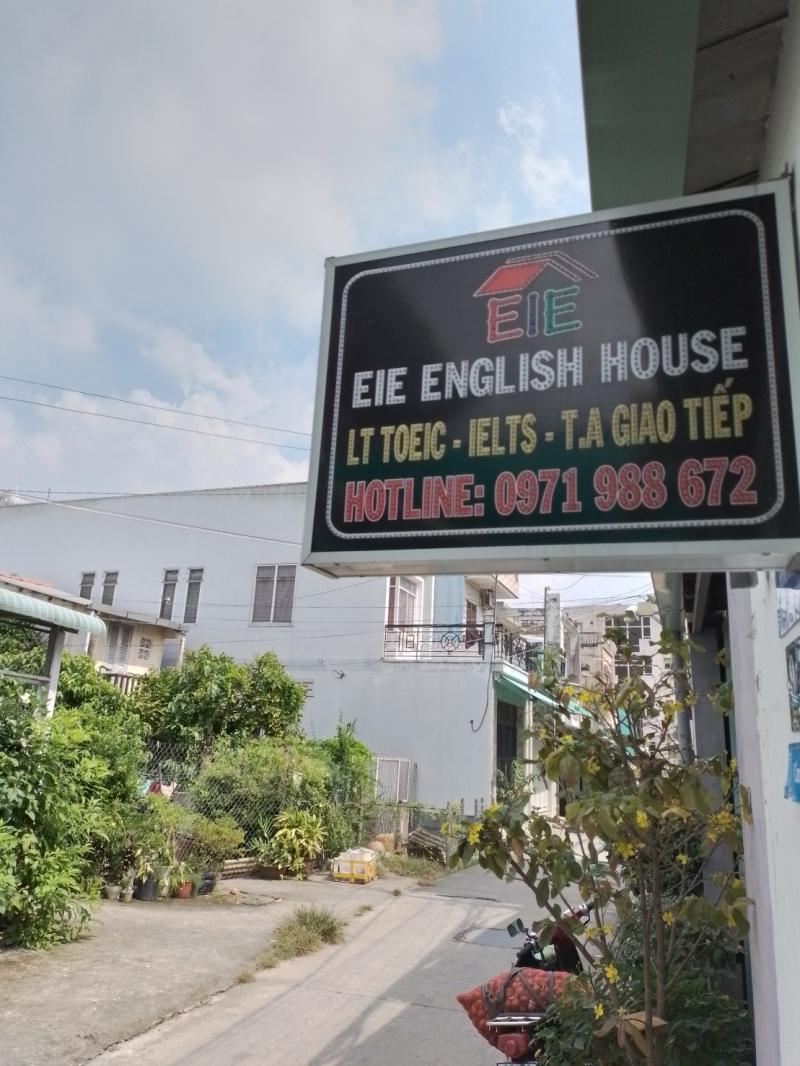 EIE
EIE ENGLISH HOUSE
LT TOEIC - IELTS - T.A GIAO TIẾP
HOTLINE: 0971 988 672